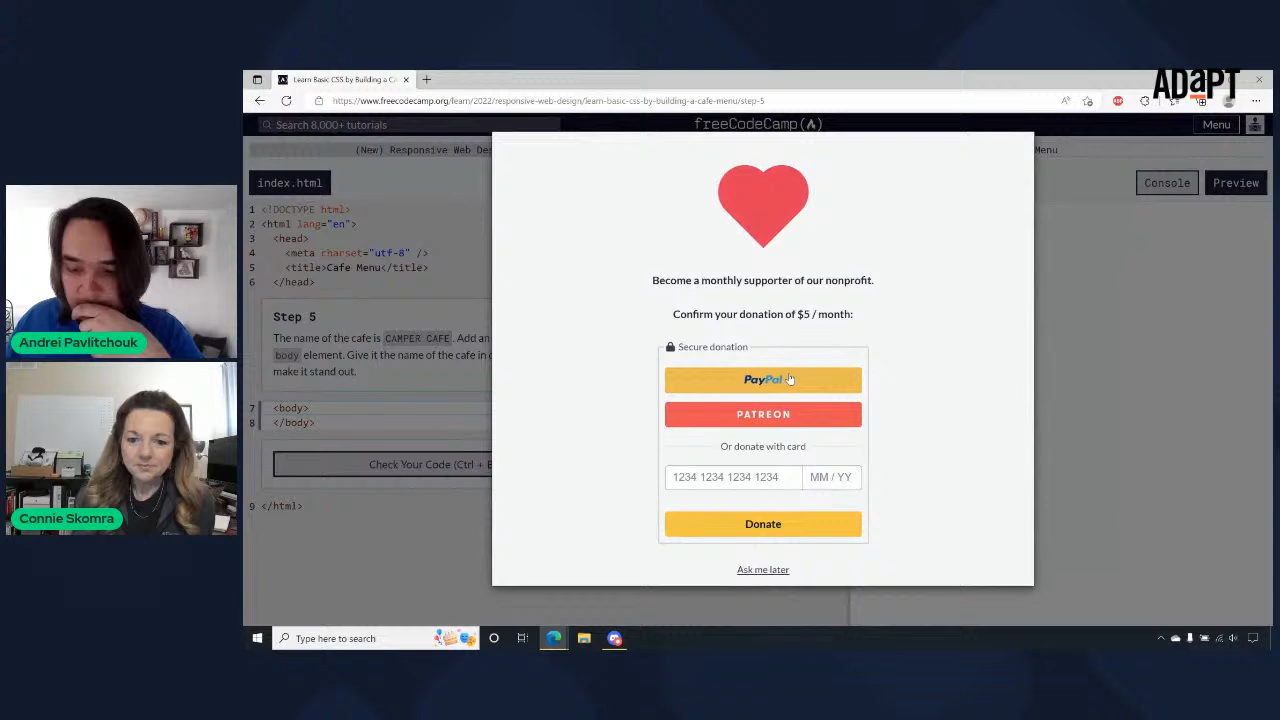 ADaPT
Learn Basic CSS by Building a C
https://www.freecodecamp.org/learn/2022/responsive-web-design/learn-basic-css-by-building-a-cafe-menu/step-5
Search 8,000+ tutorials
freeCodeCamp
Menu
(New) Responsive Web De
Menu
index.html
Console
Preview
1 <!DOCTYPE html>
2 <html lang="en">
3 <head>
4 <meta charset="utf-8" />
5 <title>Cafe Menu</title>
6 </head>
Step 5
The name of the cafe is CAMPER CAFE. Add an
body element. Give it the name of the cafe in c
make it stand out.
7 <body>
8 </body>
Check Your Code (Ctrl + E
9 </html>
Become a monthly supporter of our nonprofit.
Confirm your donation of $5 / month:
Secure donation
PayPal
PATREON
Or donate with card
1234 1234 1234 1234
MM / YY
Donate
Ask me later
Andrei Pavlitchouk
Connie Skomra
Type here to search